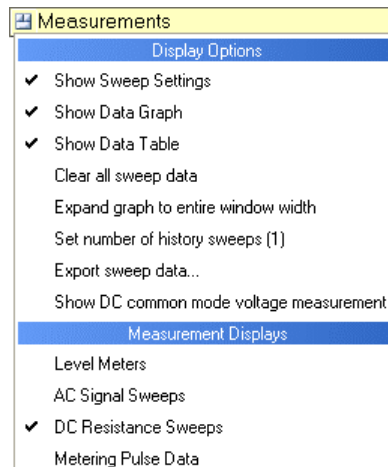 Measurements
Display Options
Show Sweep Settings
Show Data Graph
Show Data Table
Clear all sweep data
Expand graph to entire window width
Set number of history sweeps (1)
Export sweep data...
Show DC common mode voltage measurement
Measurement Displays
Level Meters
AC Signal Sweeps
DC Resistance Sweeps
Metering Pulse Data